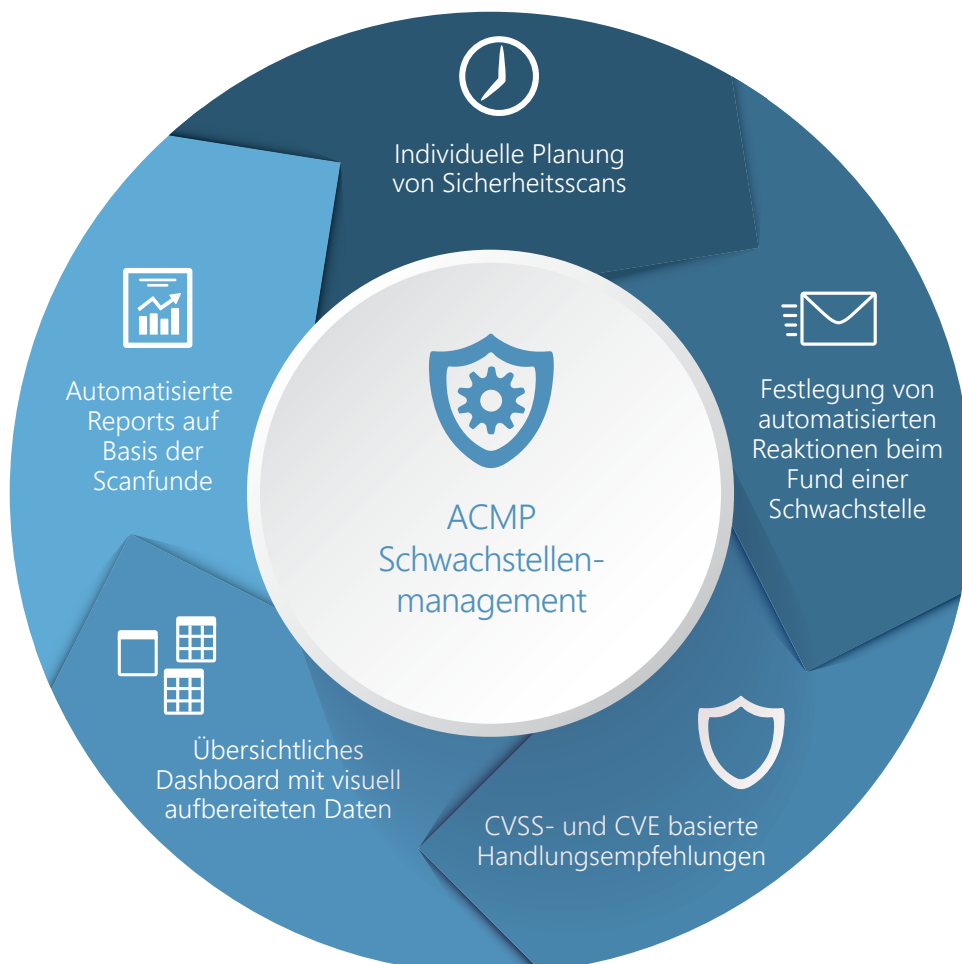 Individuelle Planung
von Sicherheitsscans
Festlegung von
automatisierten
Reaktionen beim
Fund einer
Schwachstelle
CVSS- und CVE basierte
Handlungsempfehlungen
Übersichtliches
Dashboard mit visuell
aufbereiteten Daten
Automatisierte
Reports auf
Basis der
Scanfunde
ACMP
Schwachstellen-
management